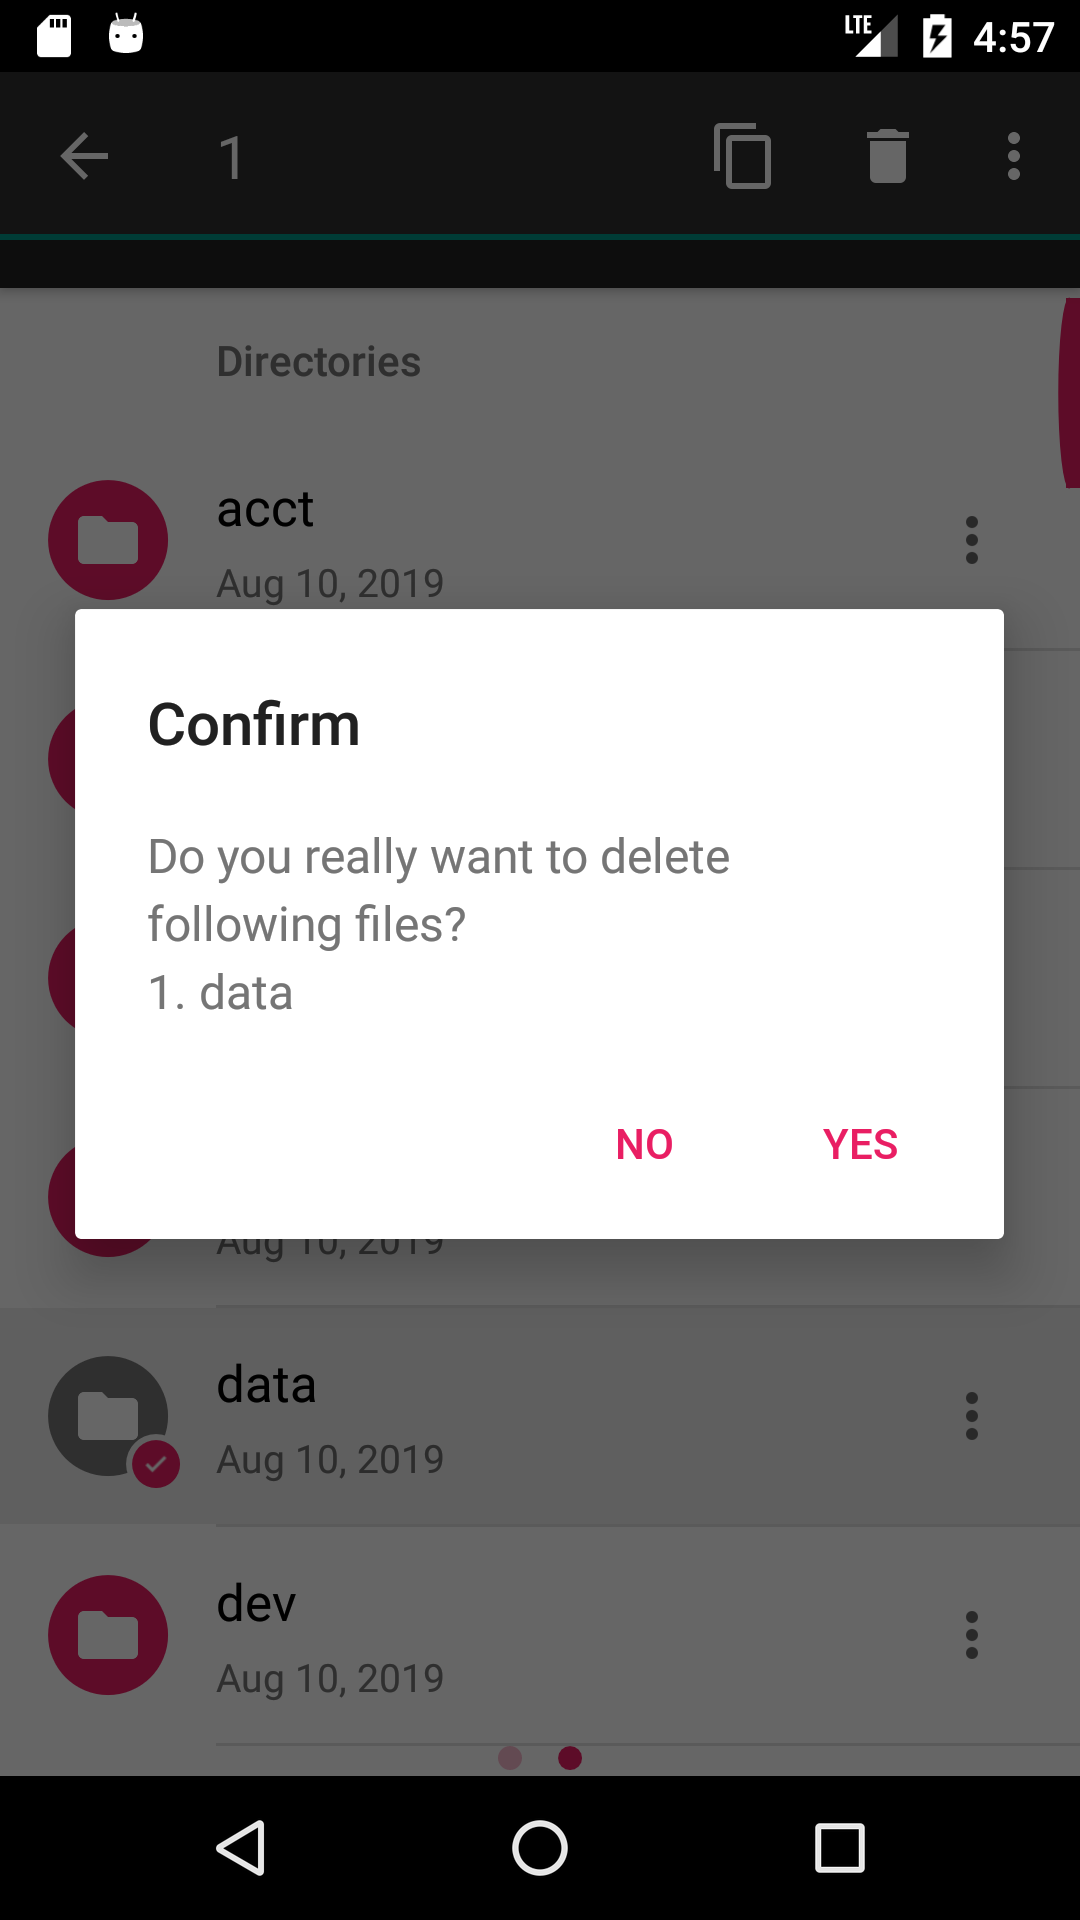 LTE 4:57
1
Directories
acct
Aug 10, 2019
Confirm
Do you really want to delete
following files?
1. data
NO YES
Aug 10, 2019
data
Aug 10, 2019
dev
Aug 10, 2019